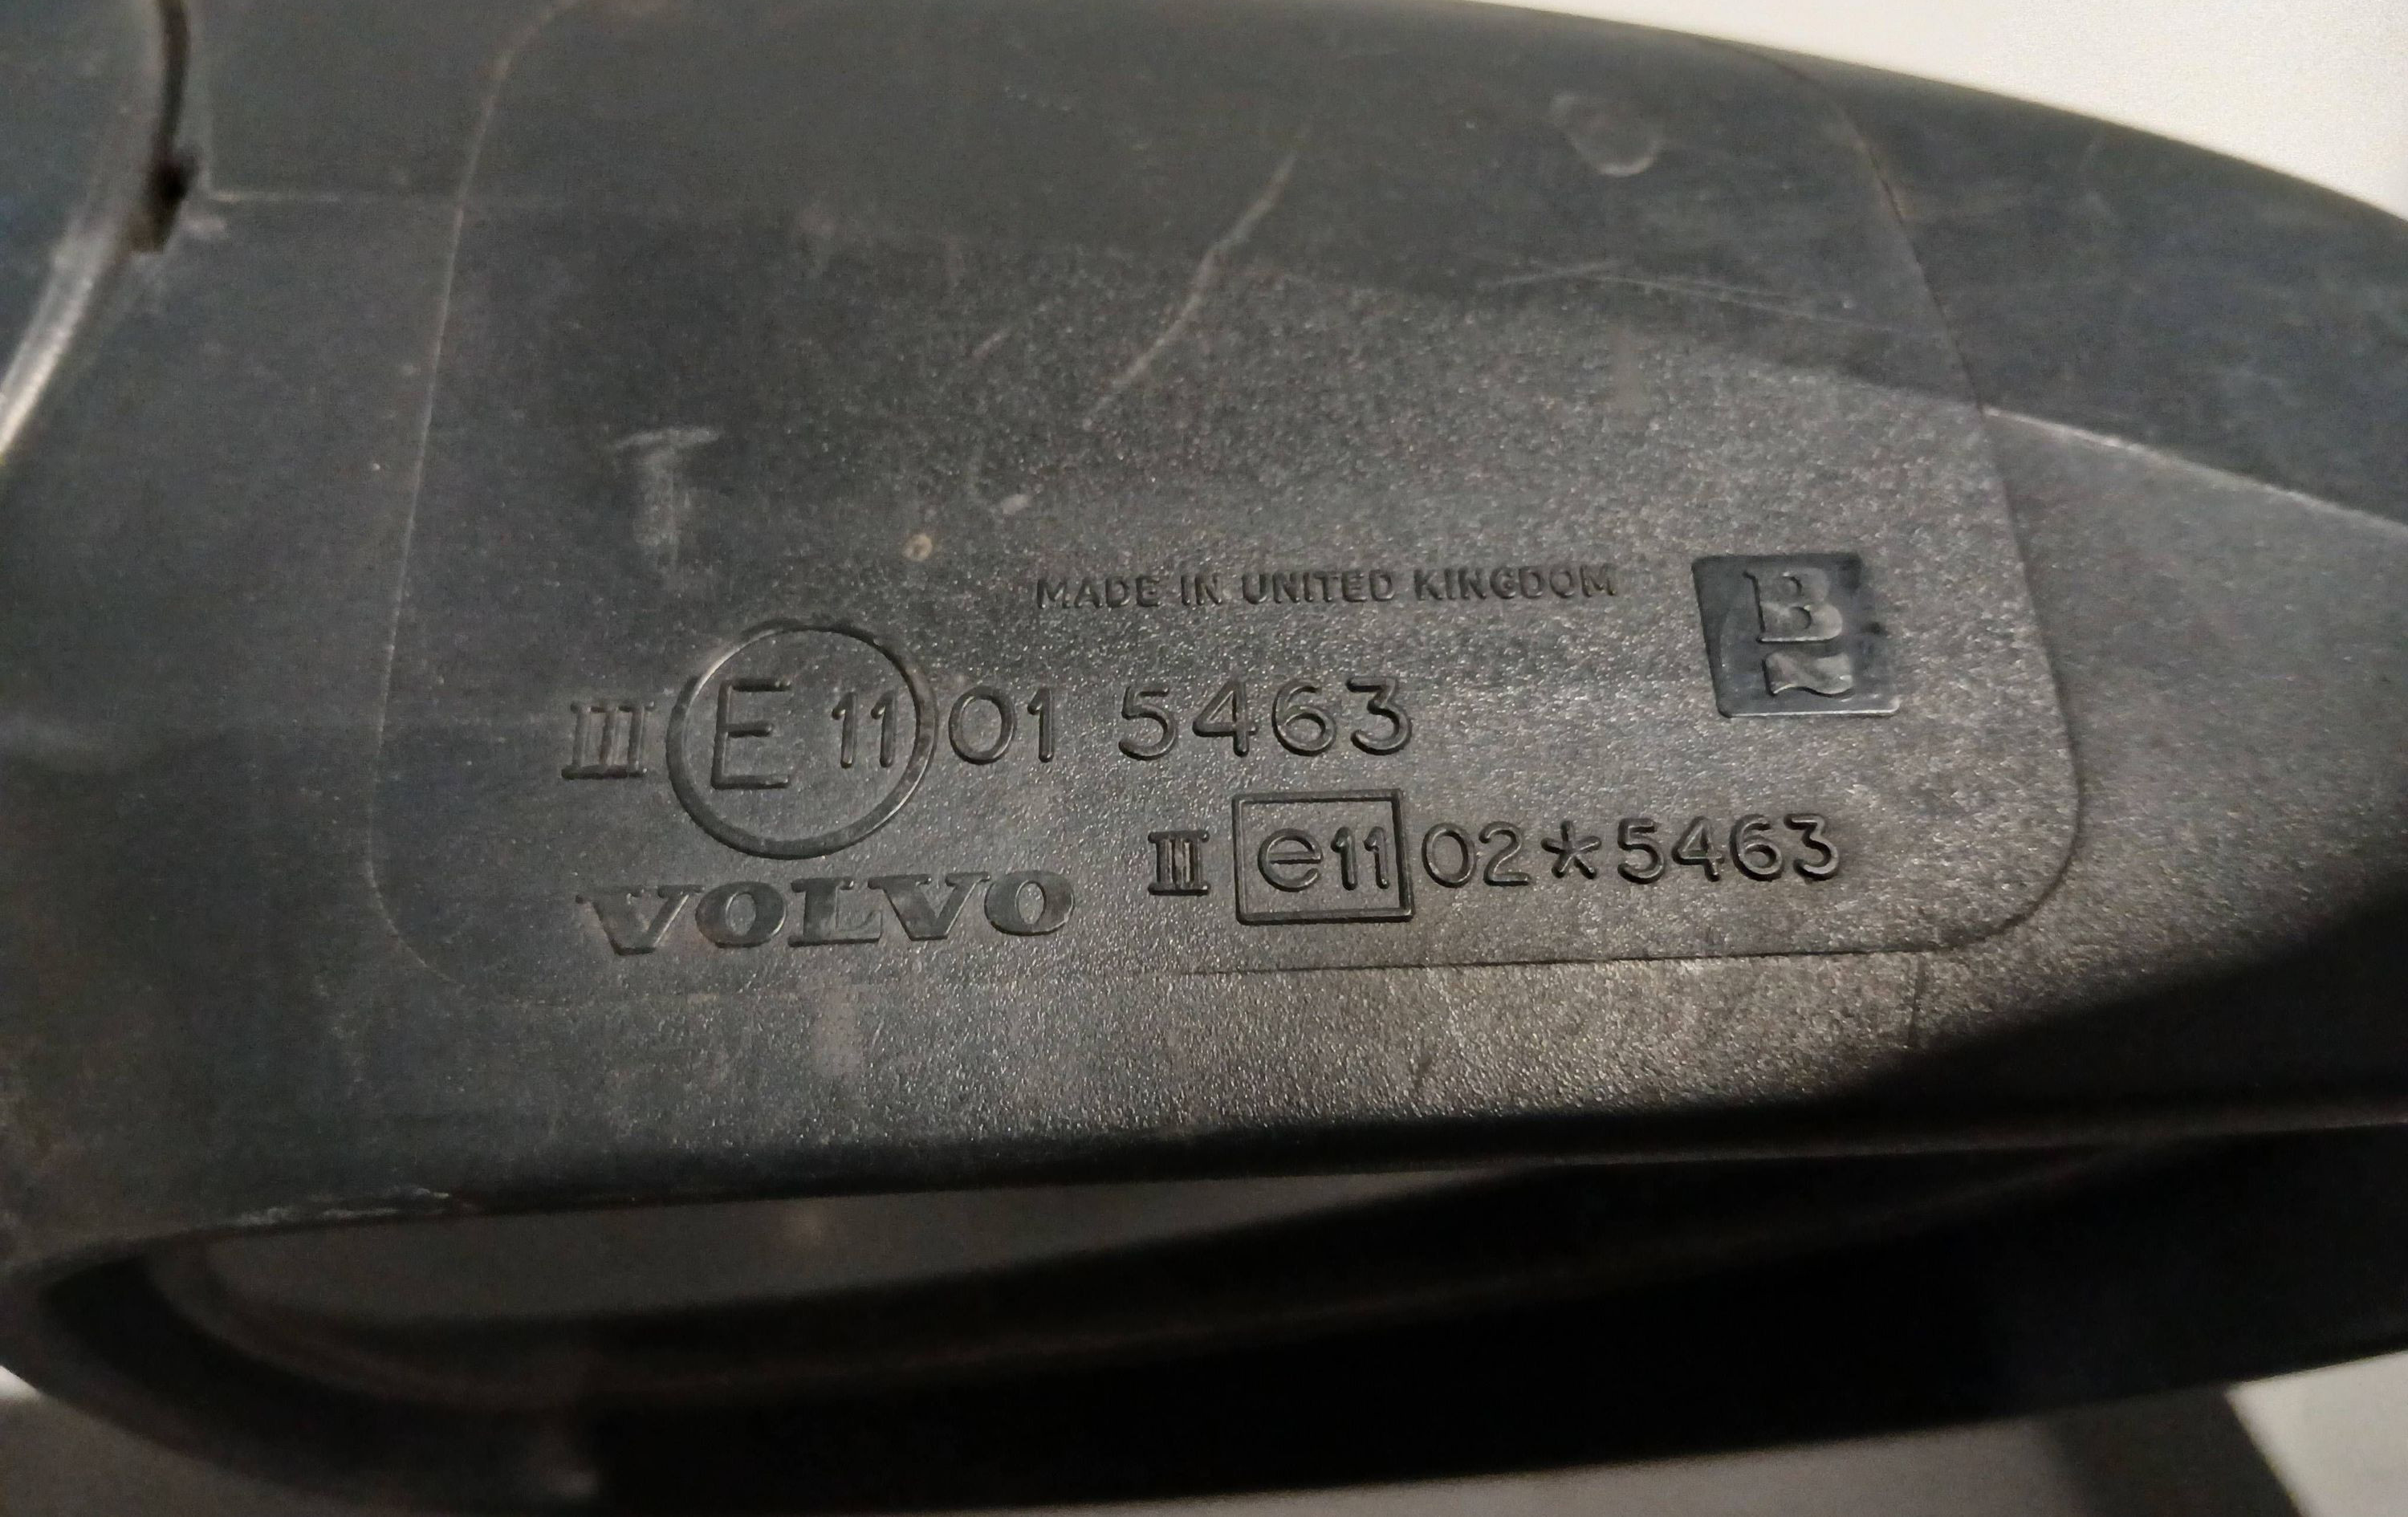 MADE IN UNITED KINGDOM
B
III E 11 01 5463
III e11 02*5463
VOLVO